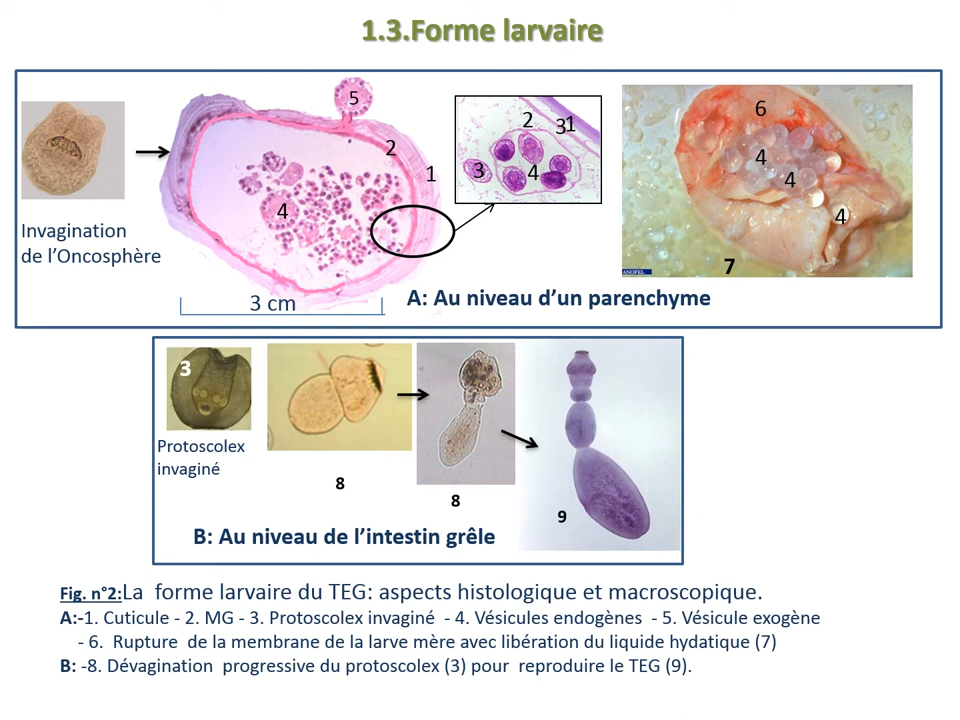 1.3.Forme larvaire
5
2
1
4
2
31
3
4
6
4
4
4
7
ANOFEL
Invagination
de l'Oncosphère
3 cm
A: Au niveau d'un parenchyme
3
Protoscolex
invaginé
8
8
9
B: Au niveau de l'intestin grêle
Fig. n°2:La forme larvaire du TEG: aspects histologique et macroscopique.
A:-1. Cuticule - 2. MG - 3. Protoscolex invaginé - 4. Vésicules endogènes - 5. Vésicule exogène
- 6. Rupture de la membrane de la larve mère avec libération du liquide hydatique (7)
B: -8. Dévagination progressive du protoscolex (3) pour reproduire le TEG (9).